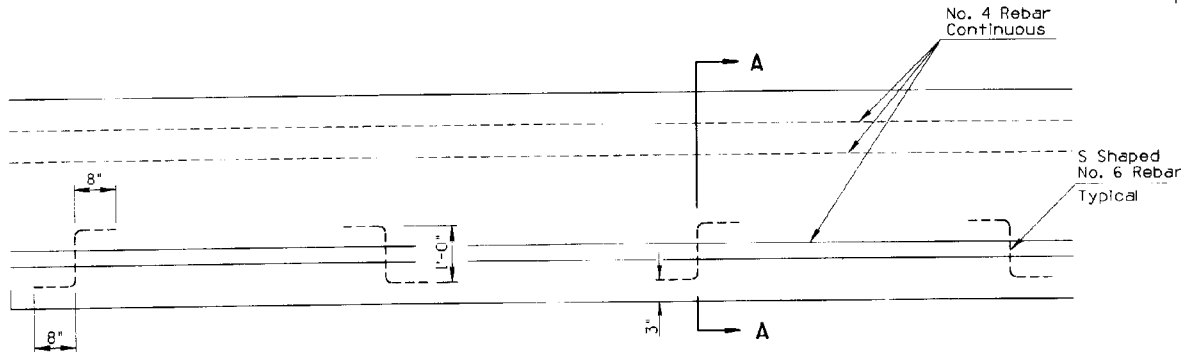 No. 4 Rebar
Continuous
A
S Shaped
No. 6 Rebar
Typical
8"
1'-0"
3"
8"
A